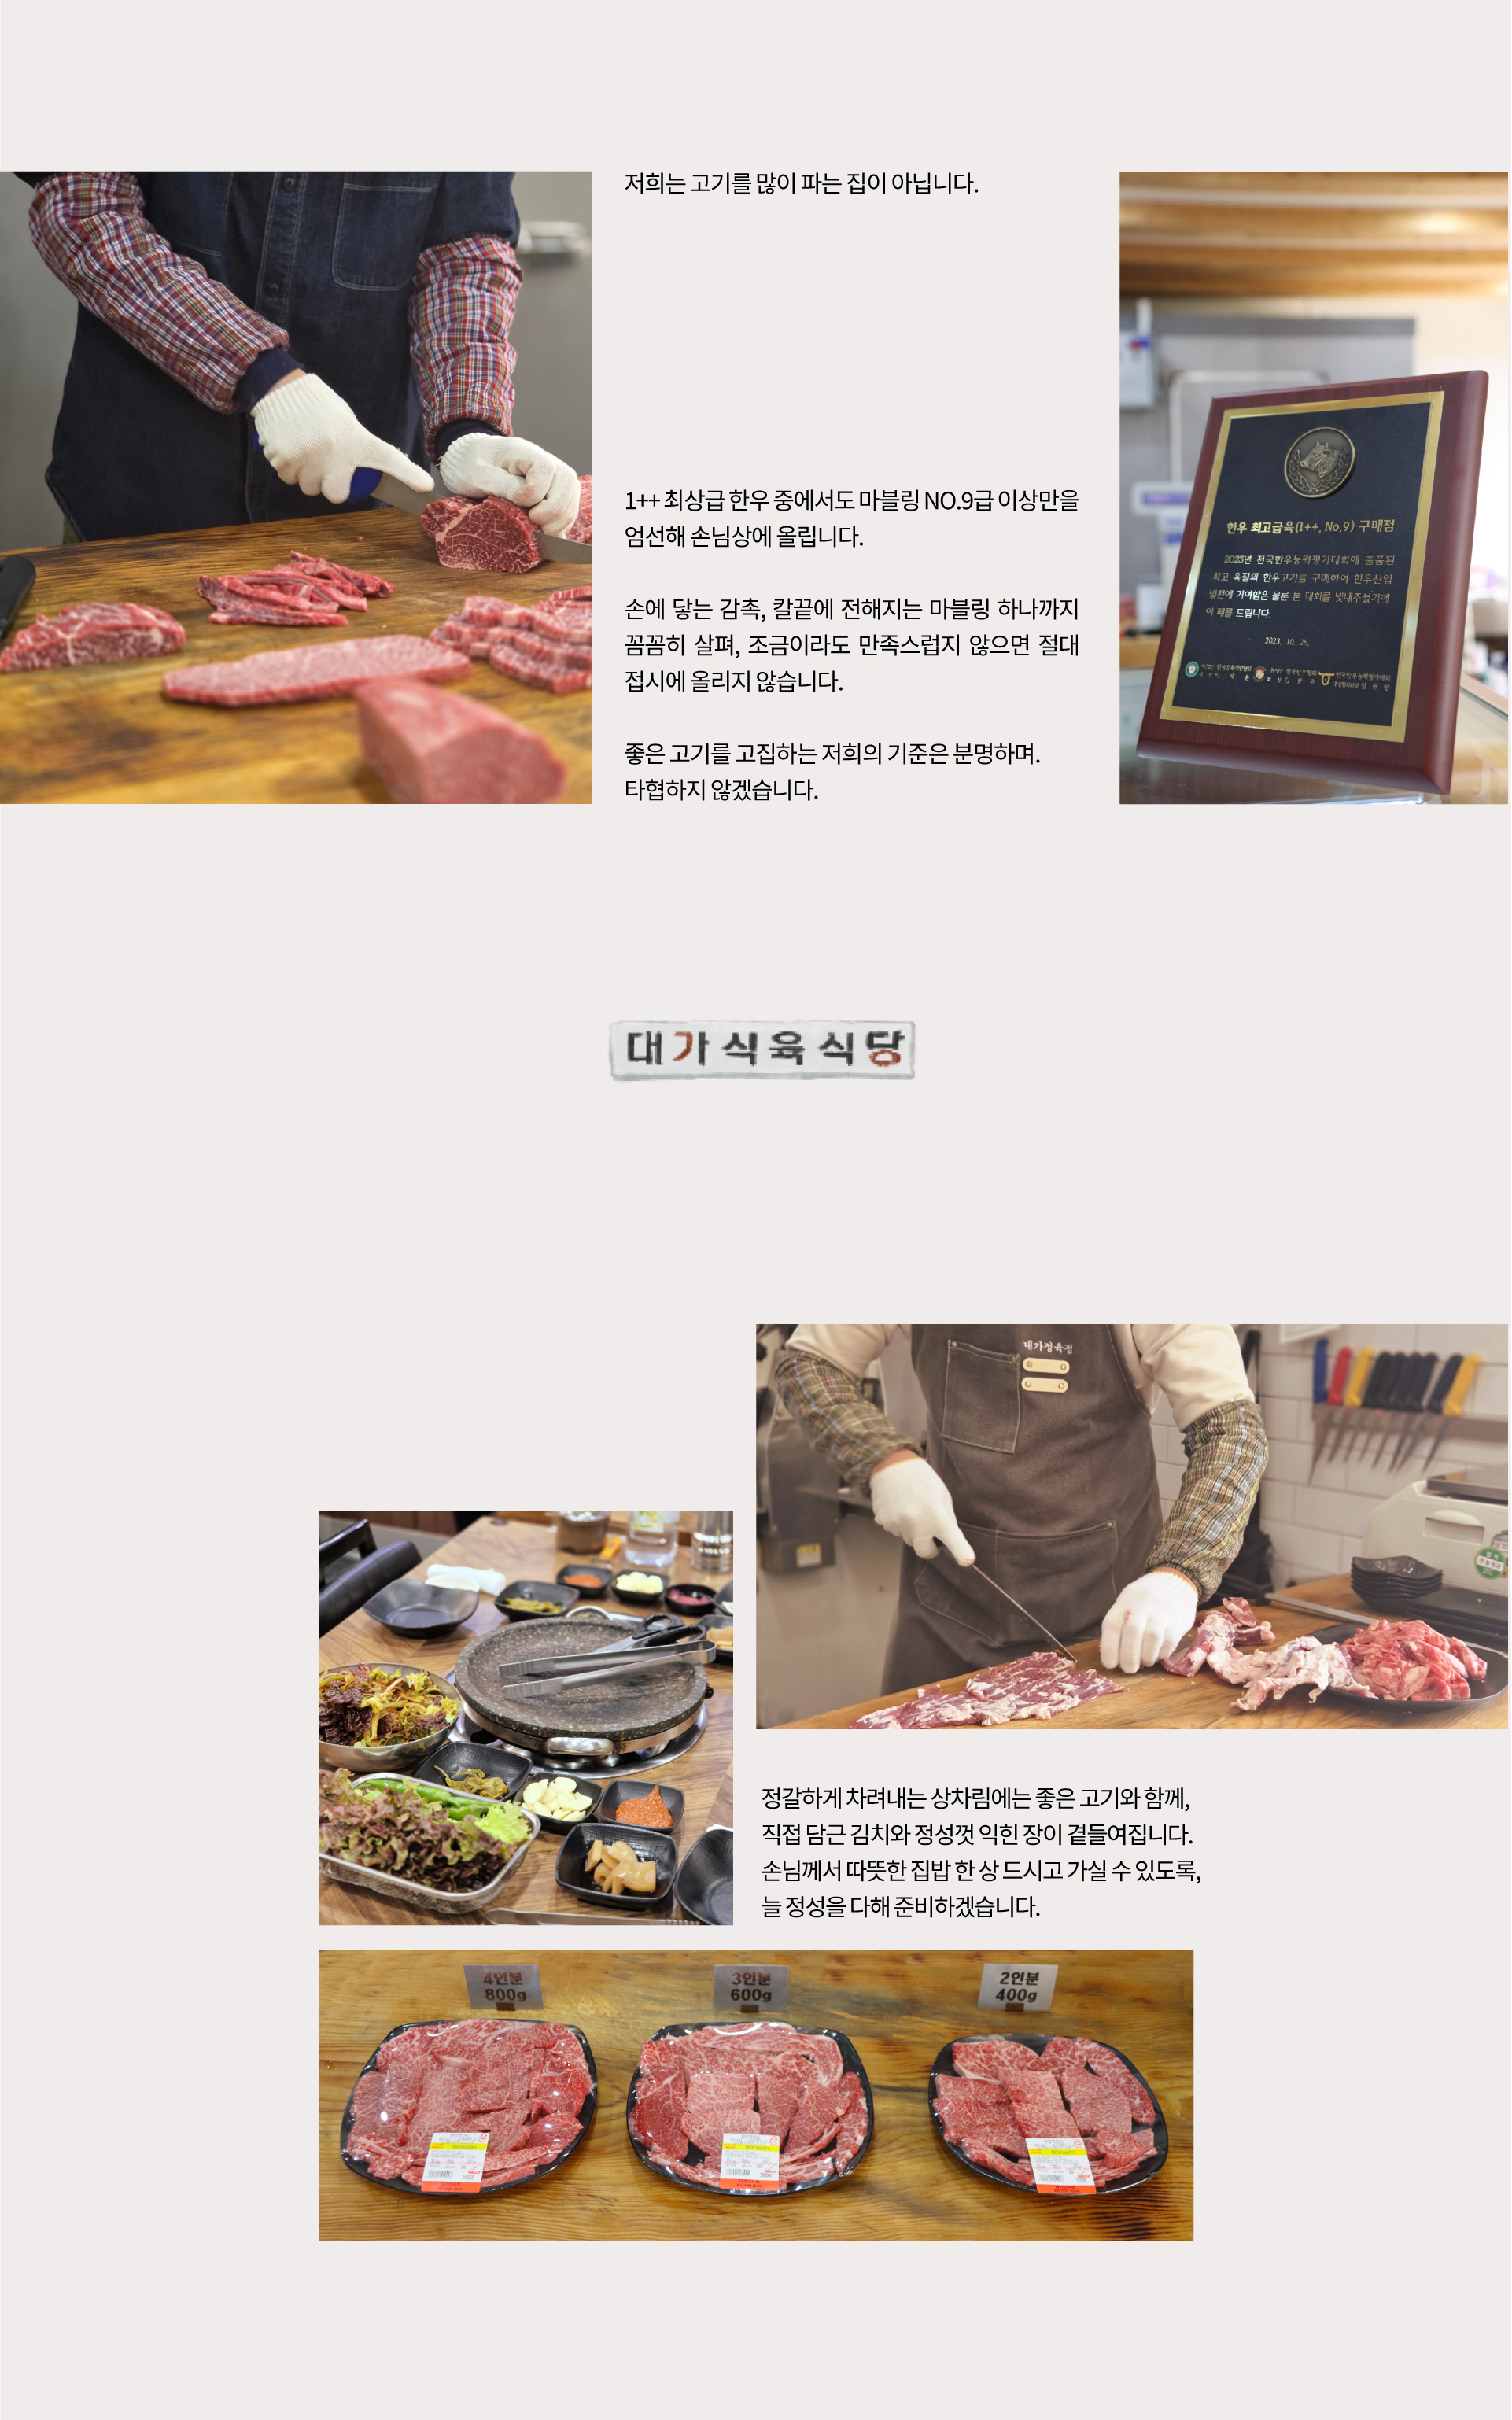 저희는 고기를 많이 파는 집이 아닙니다.
1++ 최상급 한우 중에서도 마블링 NO.9급 이상만을
엄선해 손님상에 올립니다.
손에 닿는 감촉, 칼끝에 전해지는 마블링 하나까지
꼼꼼히 살펴, 조금이라도 만족스럽지 않으면 절대
접시에 올리지 않습니다.
좋은 고기를 고집하는 저희의 기준은 분명하며.
타협하지 않겠습니다.
한우 최고급육(1++, No.9) 구매점
2023년 전국한우능력평가대회에 출품된
최고 육질의 한우고기를 구매하여 한우산업
발전에 기여함은 물론 본 대회를 빛내주셨기에
이 패를 드립니다.
2023. 10. 25.
대가식육식당
대가정육점
정갈하게 차려내는 상차림에는 좋은 고기와 함께,
직접 담근 김치와 정성껏 익힌 장이 곁들여집니다.
손님께서 따뜻한 집밥 한 상 드시고 가실 수 있도록,
늘 정성을 다해 준비하겠습니다.
4인분
800g
3인분
600g
2인분
400g